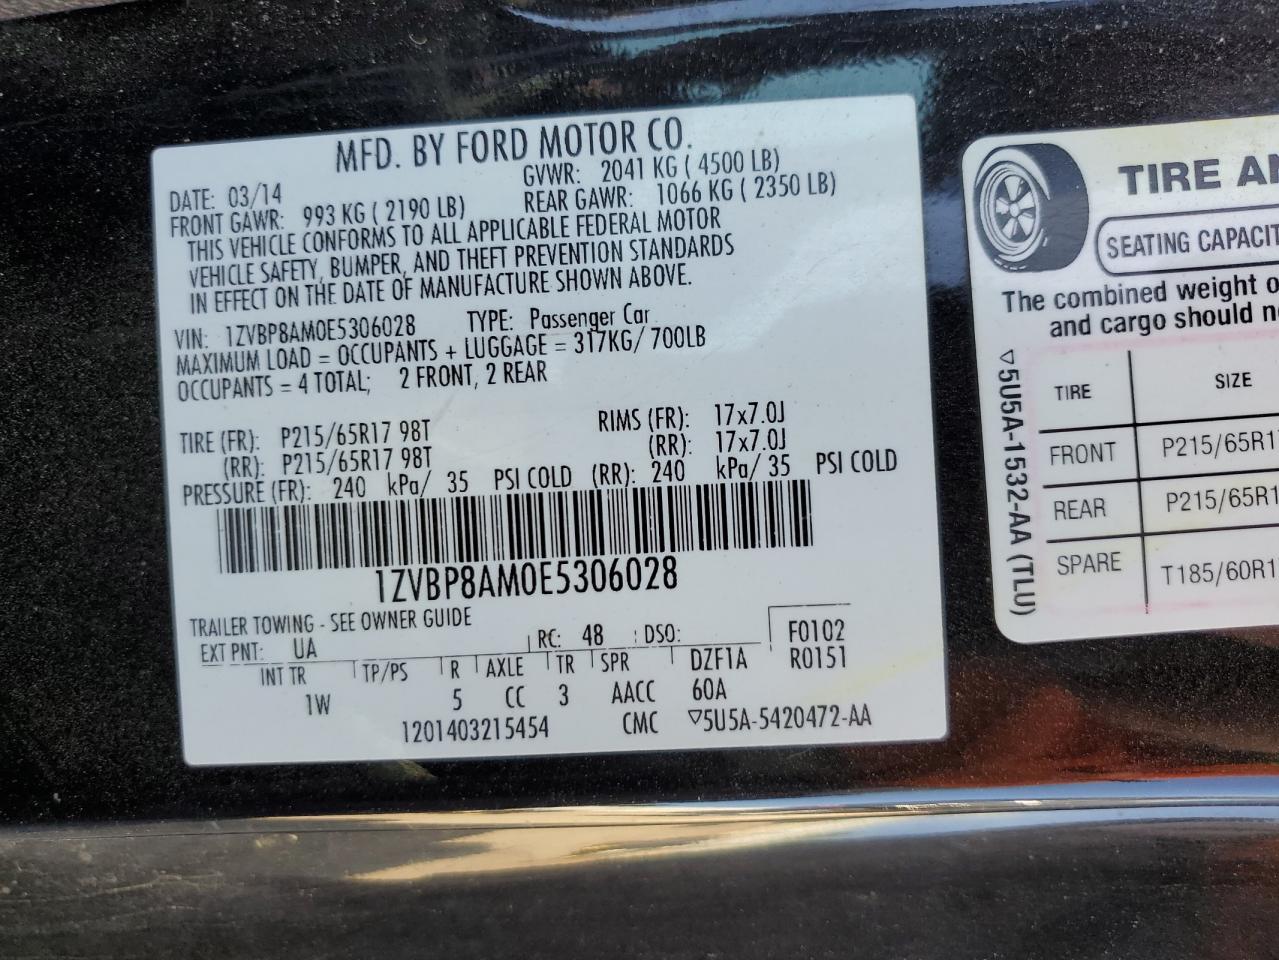 MFD. BY FORD MOTOR CO.
DATE: 03/14 GVWR: 2041 KG ( 4500 LB)
FRONT GAWR: 993 KG ( 2190 LB) REAR GAWR: 1066 KG ( 2350 LB)
THIS VEHICLE CONFORMS TO ALL APPLICABLE FEDERAL MOTOR
VEHICLE SAFETY, BUMPER, AND THEFT PREVENTION STANDARDS
IN EFFECT ON THE DATE OF MANUFACTURE SHOWN ABOVE.
VIN: 1ZVBP8AM0E5306028 TYPE: Passenger Car
MAXIMUM LOAD = OCCUPANTS + LUGGAGE = 317KG/ 700LB
OCCUPANTS = 4 TOTAL; 2 FRONT, 2 REAR
TIRE (FR): P215/65R17 98T RIMS (FR): 17x7.0J
(RR): P215/65R17 98T (RR): 17x7.0J
PRESSURE (FR): 240 kPa/ 35 PSI COLD (RR): 240 kPa/ 35 PSI COLD
1ZVBP8AM0E5306028
TRAILER TOWING - SEE OWNER GUIDE
EXT PNT: UA RC: 48 DSO: F0102
INT TR TP/PS R AXLE TR SPR DZF1A R0151
1W 5 CC 3 AACC 60A
1201403215454 CMC ▽5U5A-5420472-AA
TIRE AN
SEATING CAPACIT
The combined weight o
and cargo should n
▽5U5A-1532-AA (TLU)
TIRE SIZE
FRONT P215/65R1
REAR P215/65R1
SPARE T185/60R1